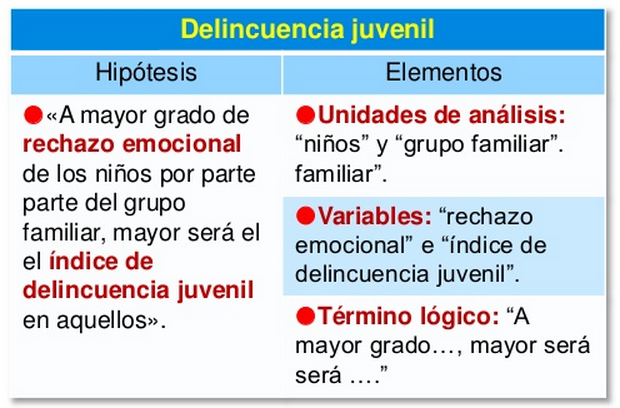 Delincuencia juvenil
Hipótesis
Elementos
●«A mayor grado de
rechazo emocional
de los niños por parte
parte del grupo
familiar, mayor será el
el índice de
delincuencia juvenil
en aquellos».
●Unidades de análisis:
“niños” y “grupo familiar”.
familiar”.
●Variables: “rechazo
emocional” e “índice de
delincuencia juvenil”.
●Término lógico: “A
mayor grado…, mayor será
será ….”